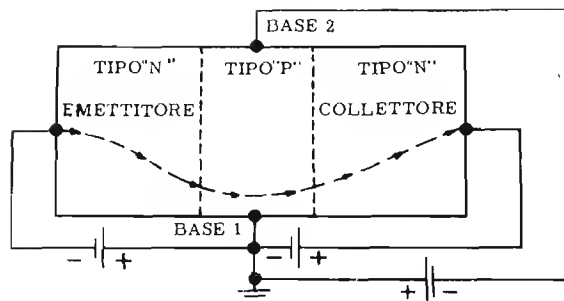 BASE 2
TIPO"N" TIPO"P" TIPO"N"
EMETTITORE COLLETTORE
BASE 1
- + - +
+ -